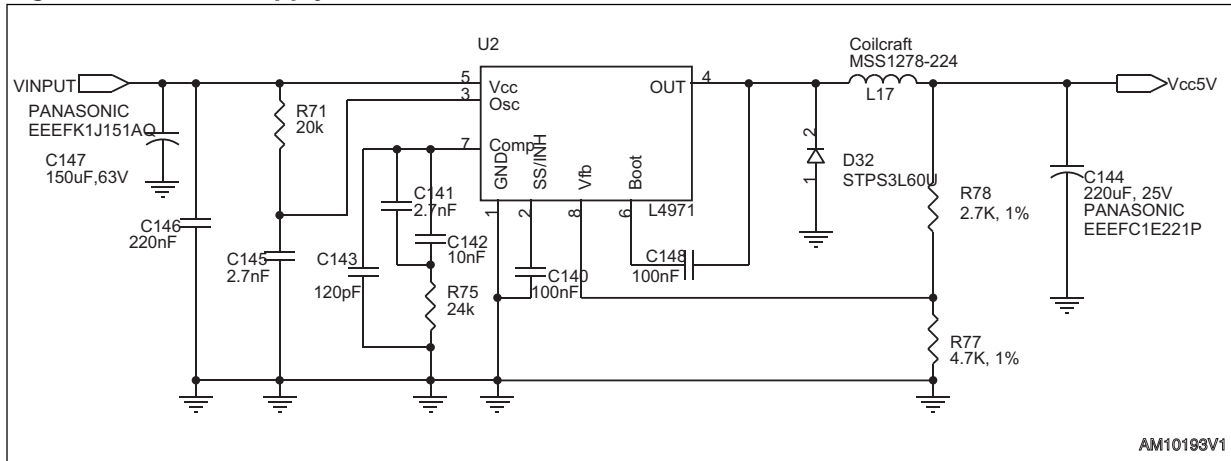 U2
Coilcraft
MSS1278-224
L17
VINPUT
PANASONIC
EEEFK1J151AQ
C147
150uF,63V
R71
20k
5
3
7
Vcc
Osc
Comp
GND
SS/INH
Vfb
Boot
OUT
4
L4971
1
2
8
6
Vcc5V
2
1
D32
STPS3L60U
C144
220uF, 25V
PANASONIC
EEEFC1E221P
R78
2.7K, 1%
C141
2.7nF
C142
10nF
C146
220nF
C145
2.7nF
C143
120pF
R75
24k
C140
100nF
C148
100nF
R77
4.7K, 1%
AM10193V1